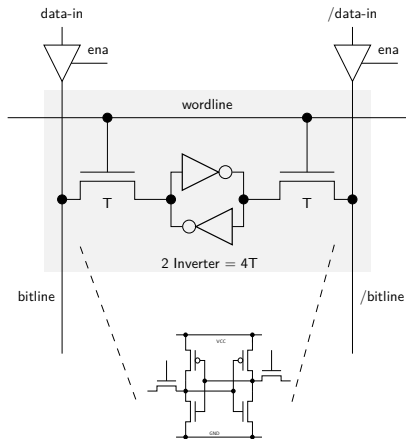 data-in /data-in
ena ena
wordline
T T
2 Inverter = 4T
bitline /bitline
VCC
GND